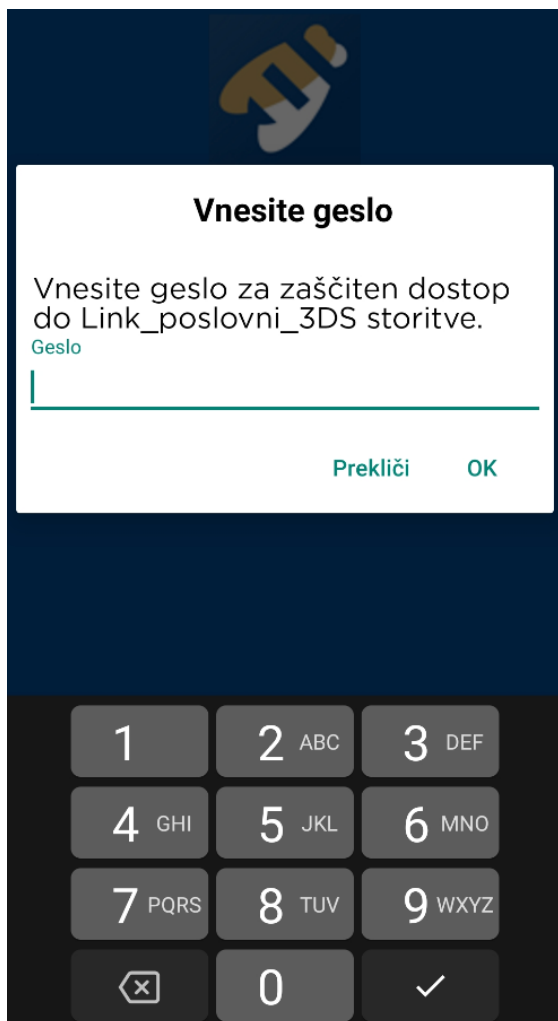 Vnesite geslo
Vnesite geslo za zaščiten dostop
do Link_poslovni_3DS storitve.
Geslo
Prekliči OK
1 2 ABC 3 DEF
4 GHI 5 JKL 6 MNO
7 PQRS 8 TUV 9 WXYZ
0